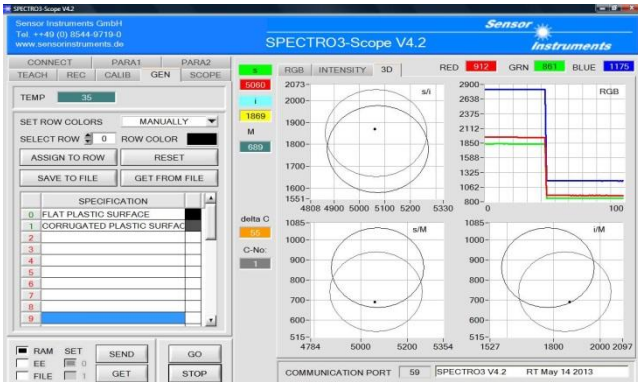 SPECTRO3-Scope V4.2
Sensor Instruments GmbH
Tel. ++49 (0) 8544-9719-0
www.sensorinstruments.de
SPECTRO3-Scope V4.2
Sensor
Instruments
CONNECT PARA1 PARA2
TEACH REC CALIB GEN SCOPE
TEMP 35
SET ROW COLORS MANUALLY
SELECT ROW 0 ROW COLOR
ASSIGN TO ROW RESET
SAVE TO FILE GET FROM FILE
SPECIFICATION
0 FLAT PLASTIC SURFACE
1 CORRUGATED PLASTIC SURFAC
2
3
4
5
6
7
8
9
RAM SET SEND GO
EE 0
FILE 1 GET STOP
s
5060
i
1869
M
689
delta C
55
C-No:
1
RGB INTENSITY 3D RED 912 GRN 861 BLUE 1175
s/i
2073
2000
1900
1800
1700
1600
1551
4808 4900 5000 5100 5200 5330
RGB
2900
2638
2375
2112
1850
1588
1325
1062
800
0 100
s/M
1085
1000
900
800
700
600
515
4784 5000 5200 5354
i/M
1085
1000
900
800
700
600
515
1527 1800 2000 2097
COMMUNICATION PORT 59 SPECTRO3 V4.2 RT May 14 2013